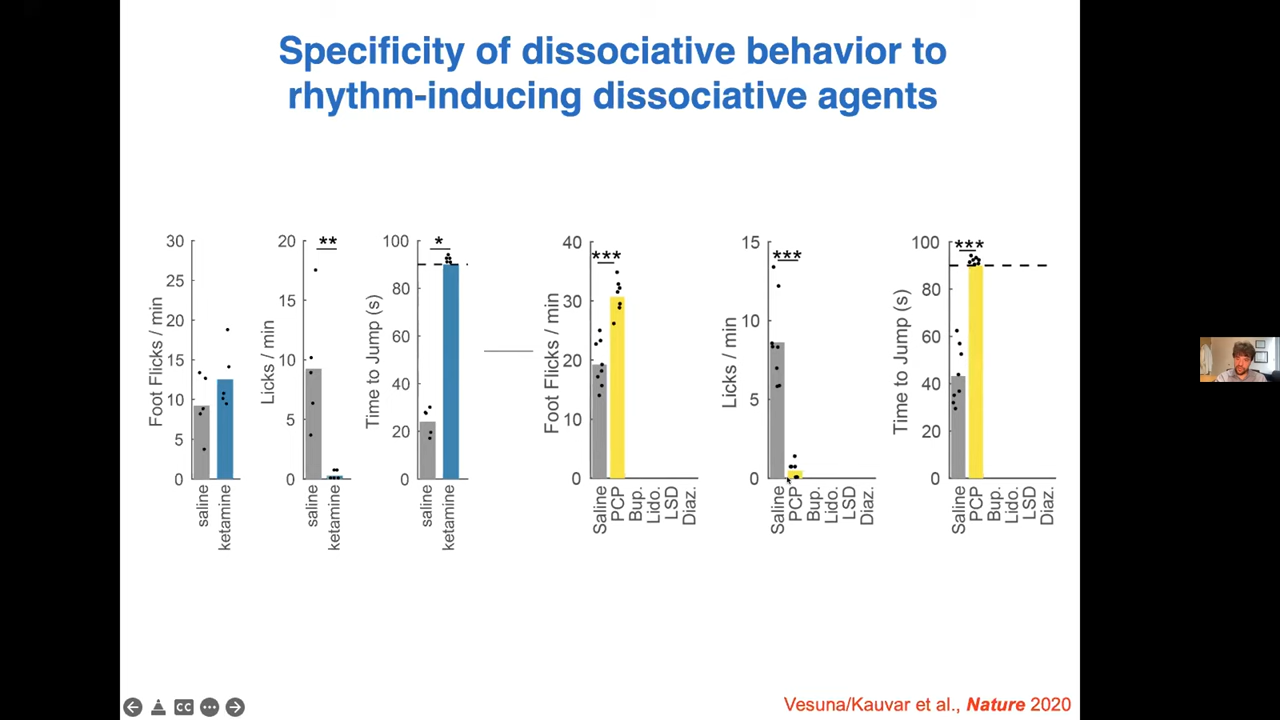 Specificity of dissociative behavior to
rhythm-inducing dissociative agents
Foot Flicks / min
30
25
20
15
10
5
0
saline
ketamine
Licks / min
20
15
10
5
0
**
saline
ketamine
Time to Jump (s)
100
80
60
40
20
0
*
saline
ketamine
Foot Flicks / min
40
30
20
10
0
***
Saline
PCP
Bup.
Lido.
LSD
Diaz.
Licks / min
15
10
5
0
***
Saline
PCP
Bup.
Lido.
LSD
Diaz.
Time to Jump (s)
100
80
60
40
20
0
***
Saline
PCP
Bup.
Lido.
LSD
Diaz.
CC
Vesuna/Kauvar et al., Nature 2020